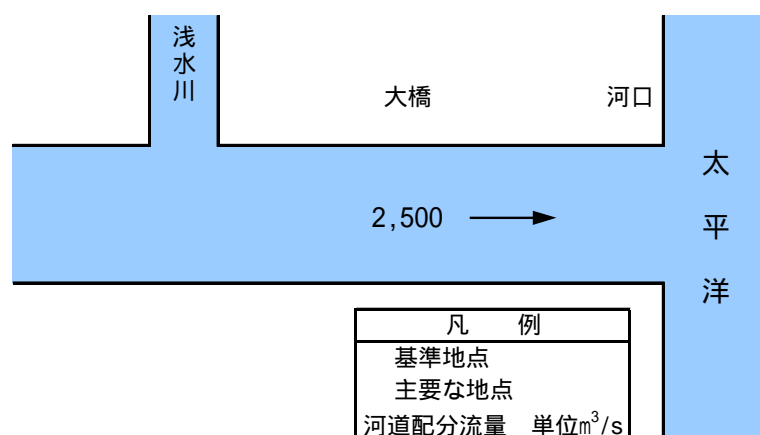 浅水川
大橋
河口
太平洋
2,500
凡 例
基準地点
主要な地点
河道配分流量 単位m³/s